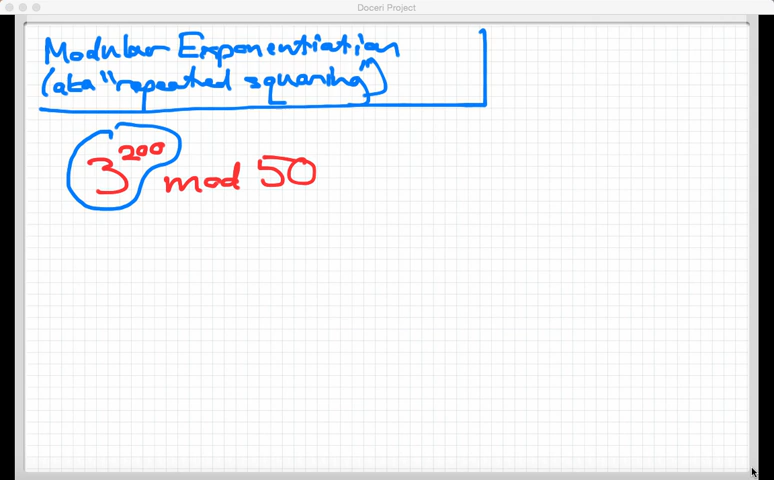 Doceri Project
Modular Exponentiation
(aka "repeated squaring")
3^200 mod 50